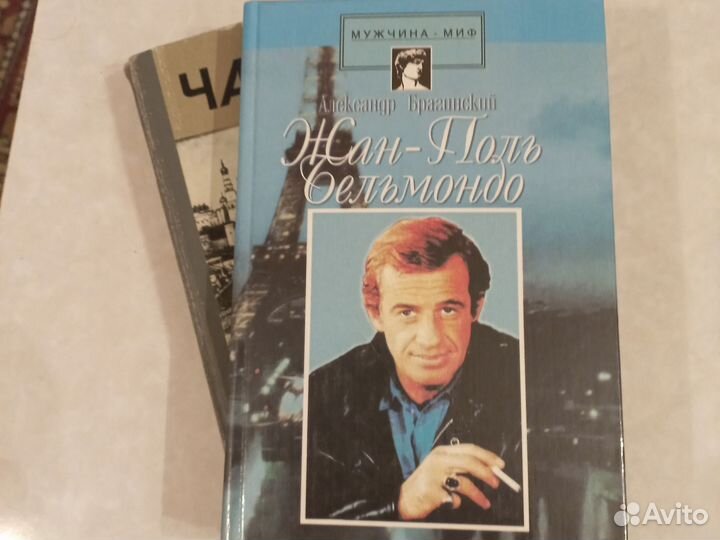 МУЖЧИНА - МИФ
Александр Брагинский
Жан-Поль
Бельмондо
ЧА
Avito